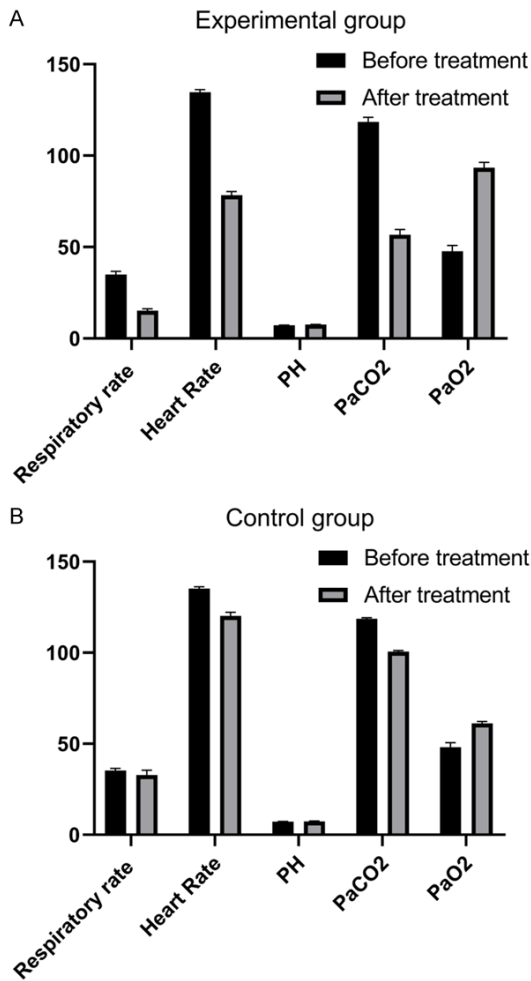 A
Experimental group
Before treatment
After treatment
150
100
50
0
Respiratory rate
Heart Rate
PH
PaCO2
PaO2
B
Control group
Before treatment
After treatment
150
100
50
0
Respiratory rate
Heart Rate
PH
PaCO2
PaO2